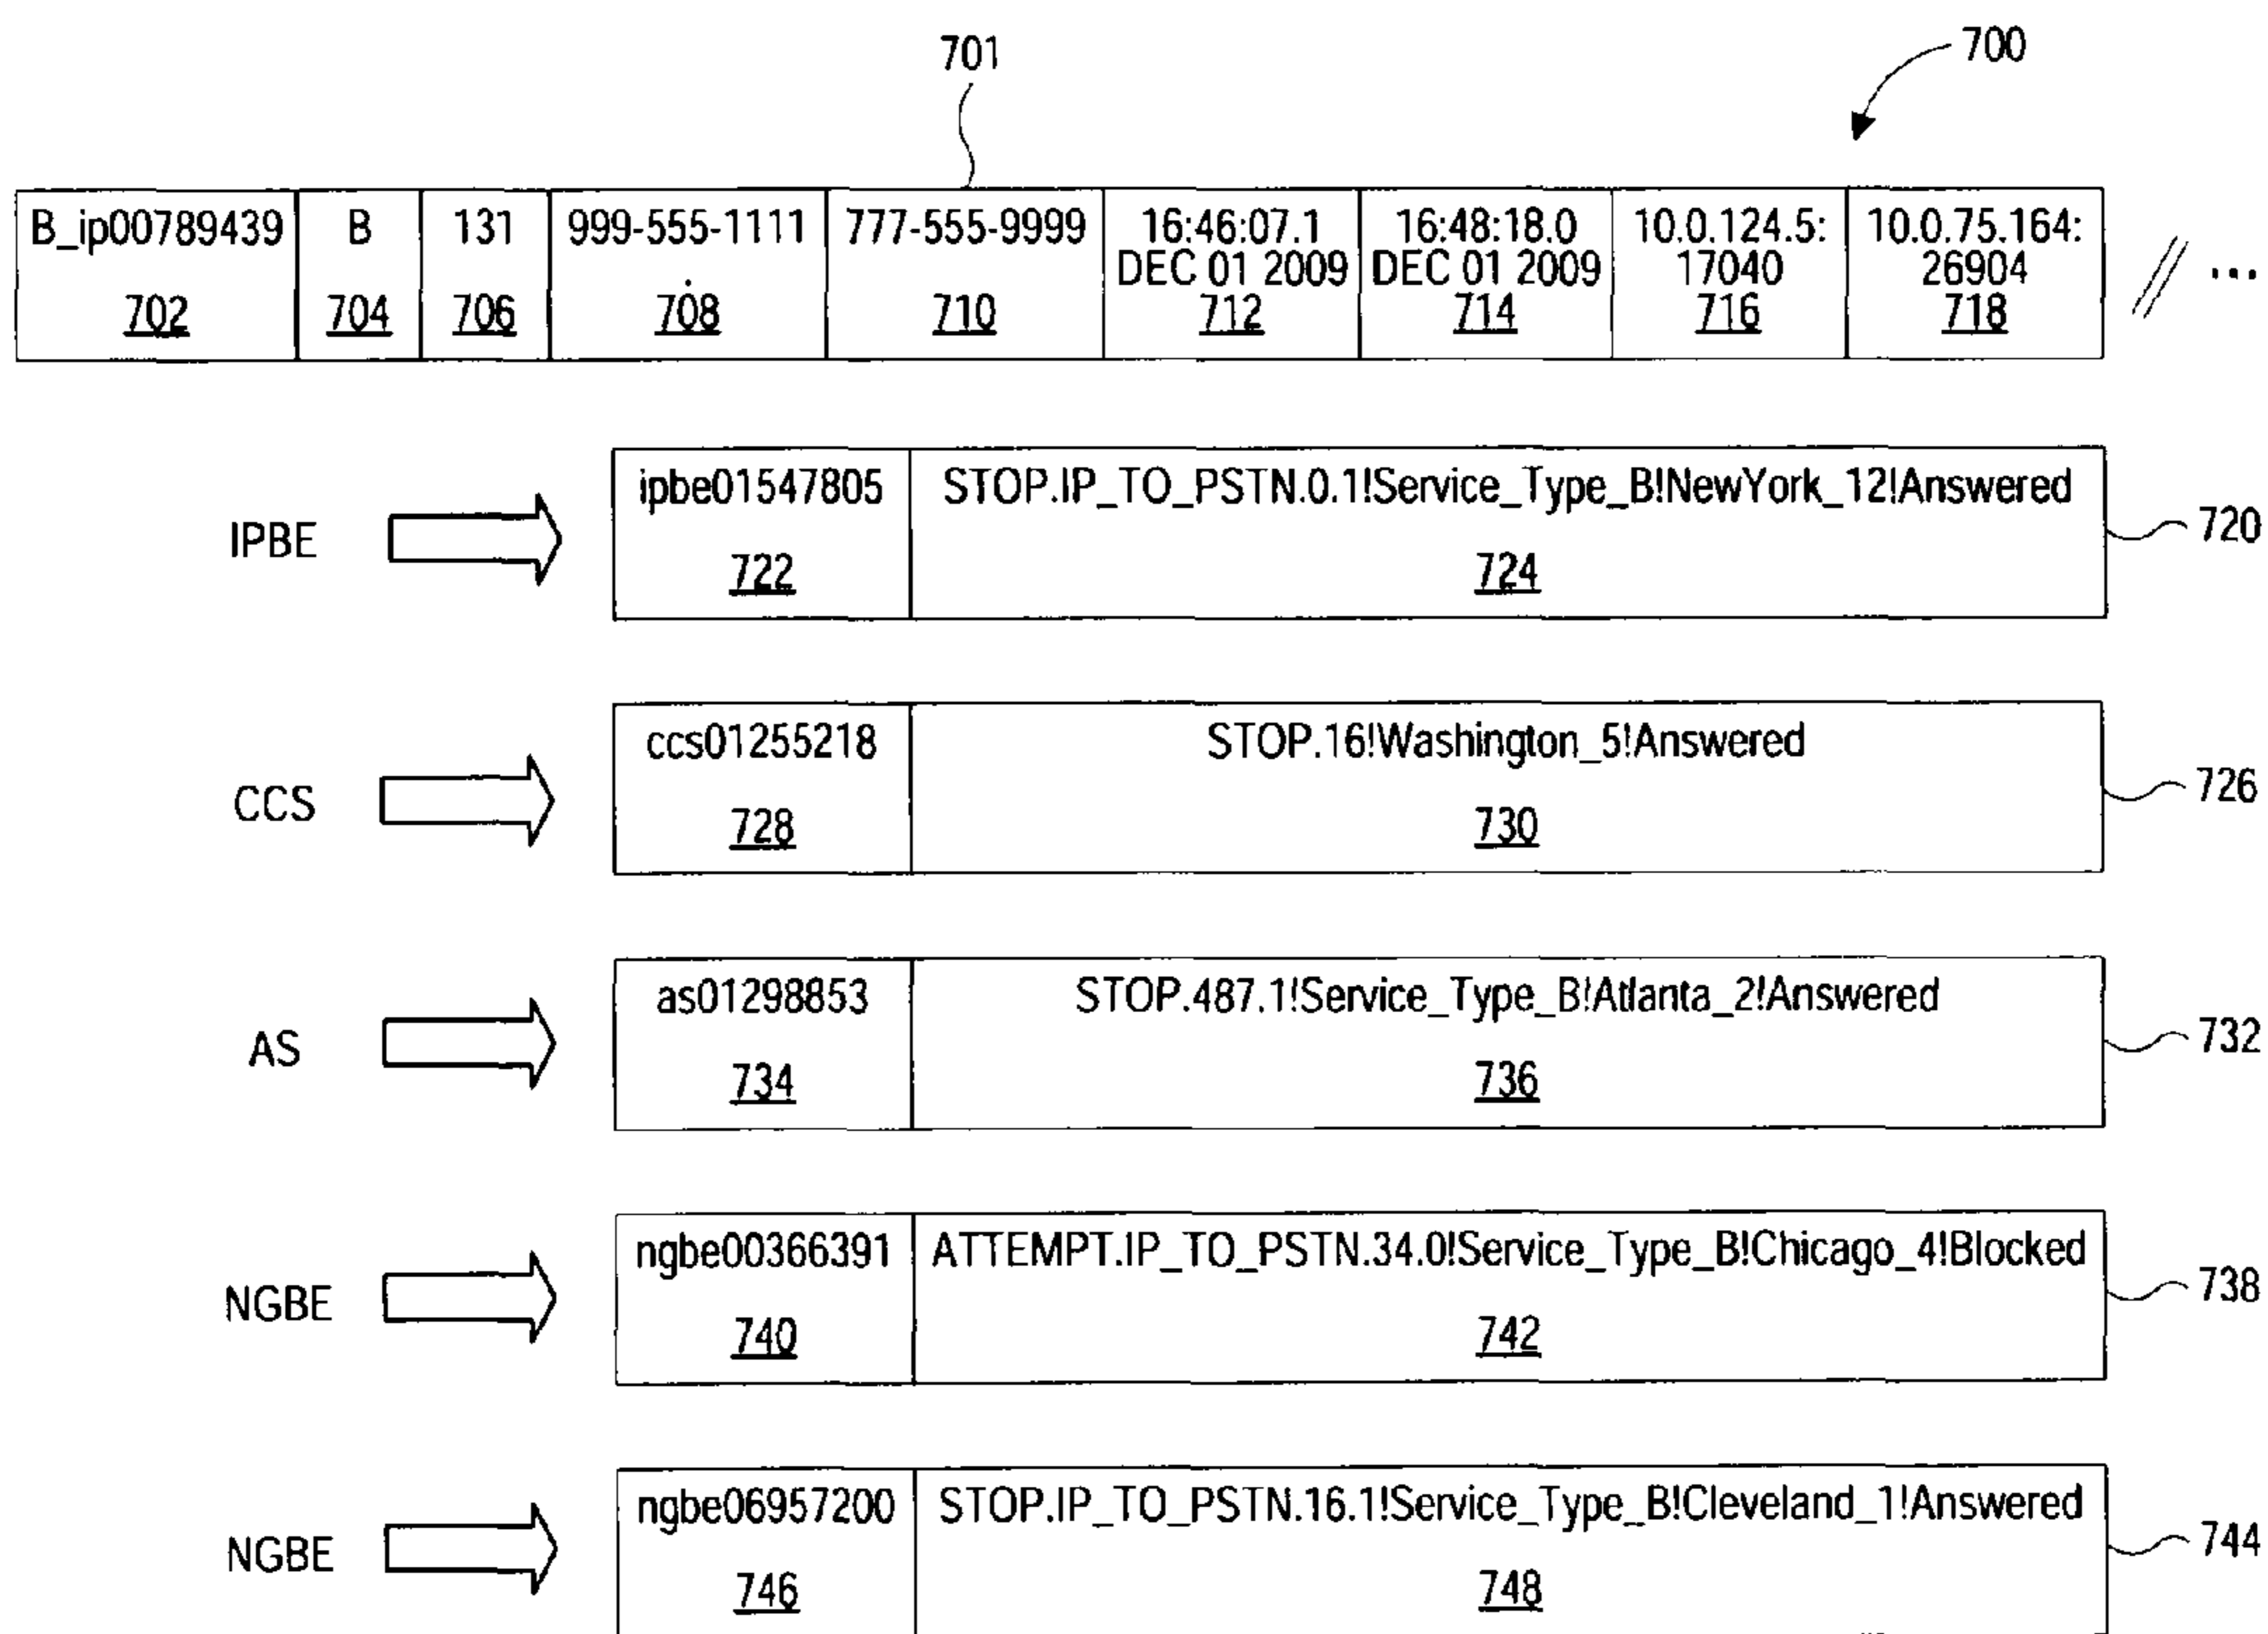 701
700
B_ip00789439
B
131
999-555-1111
777-555-9999
16:46:07.1
DEC 01 2009
16:48:18.0
DEC 01 2009
10.0.124.5:
17040
10.0.75.164:
26904
...
702
704
706
708
710
712
714
716
718
IPBE
ipbe01547805
722
STOP.IP_TO_PSTN.0.1!Service_Type_B!NewYork_12!Answered
724
720
CCS
ccs01255218
728
STOP.16!Washington_5!Answered
730
726
AS
as01298853
734
STOP.487.1!Service_Type_B!Atlanta_2!Answered
736
732
NGBE
ngbe00366391
740
ATTEMPT.IP_TO_PSTN.34.0!Service_Type_B!Chicago_4!Blocked
742
738
NGBE
ngbe06957200
746
STOP.IP_TO_PSTN.16.1!Service_Type_B!Cleveland_1!Answered
748
744